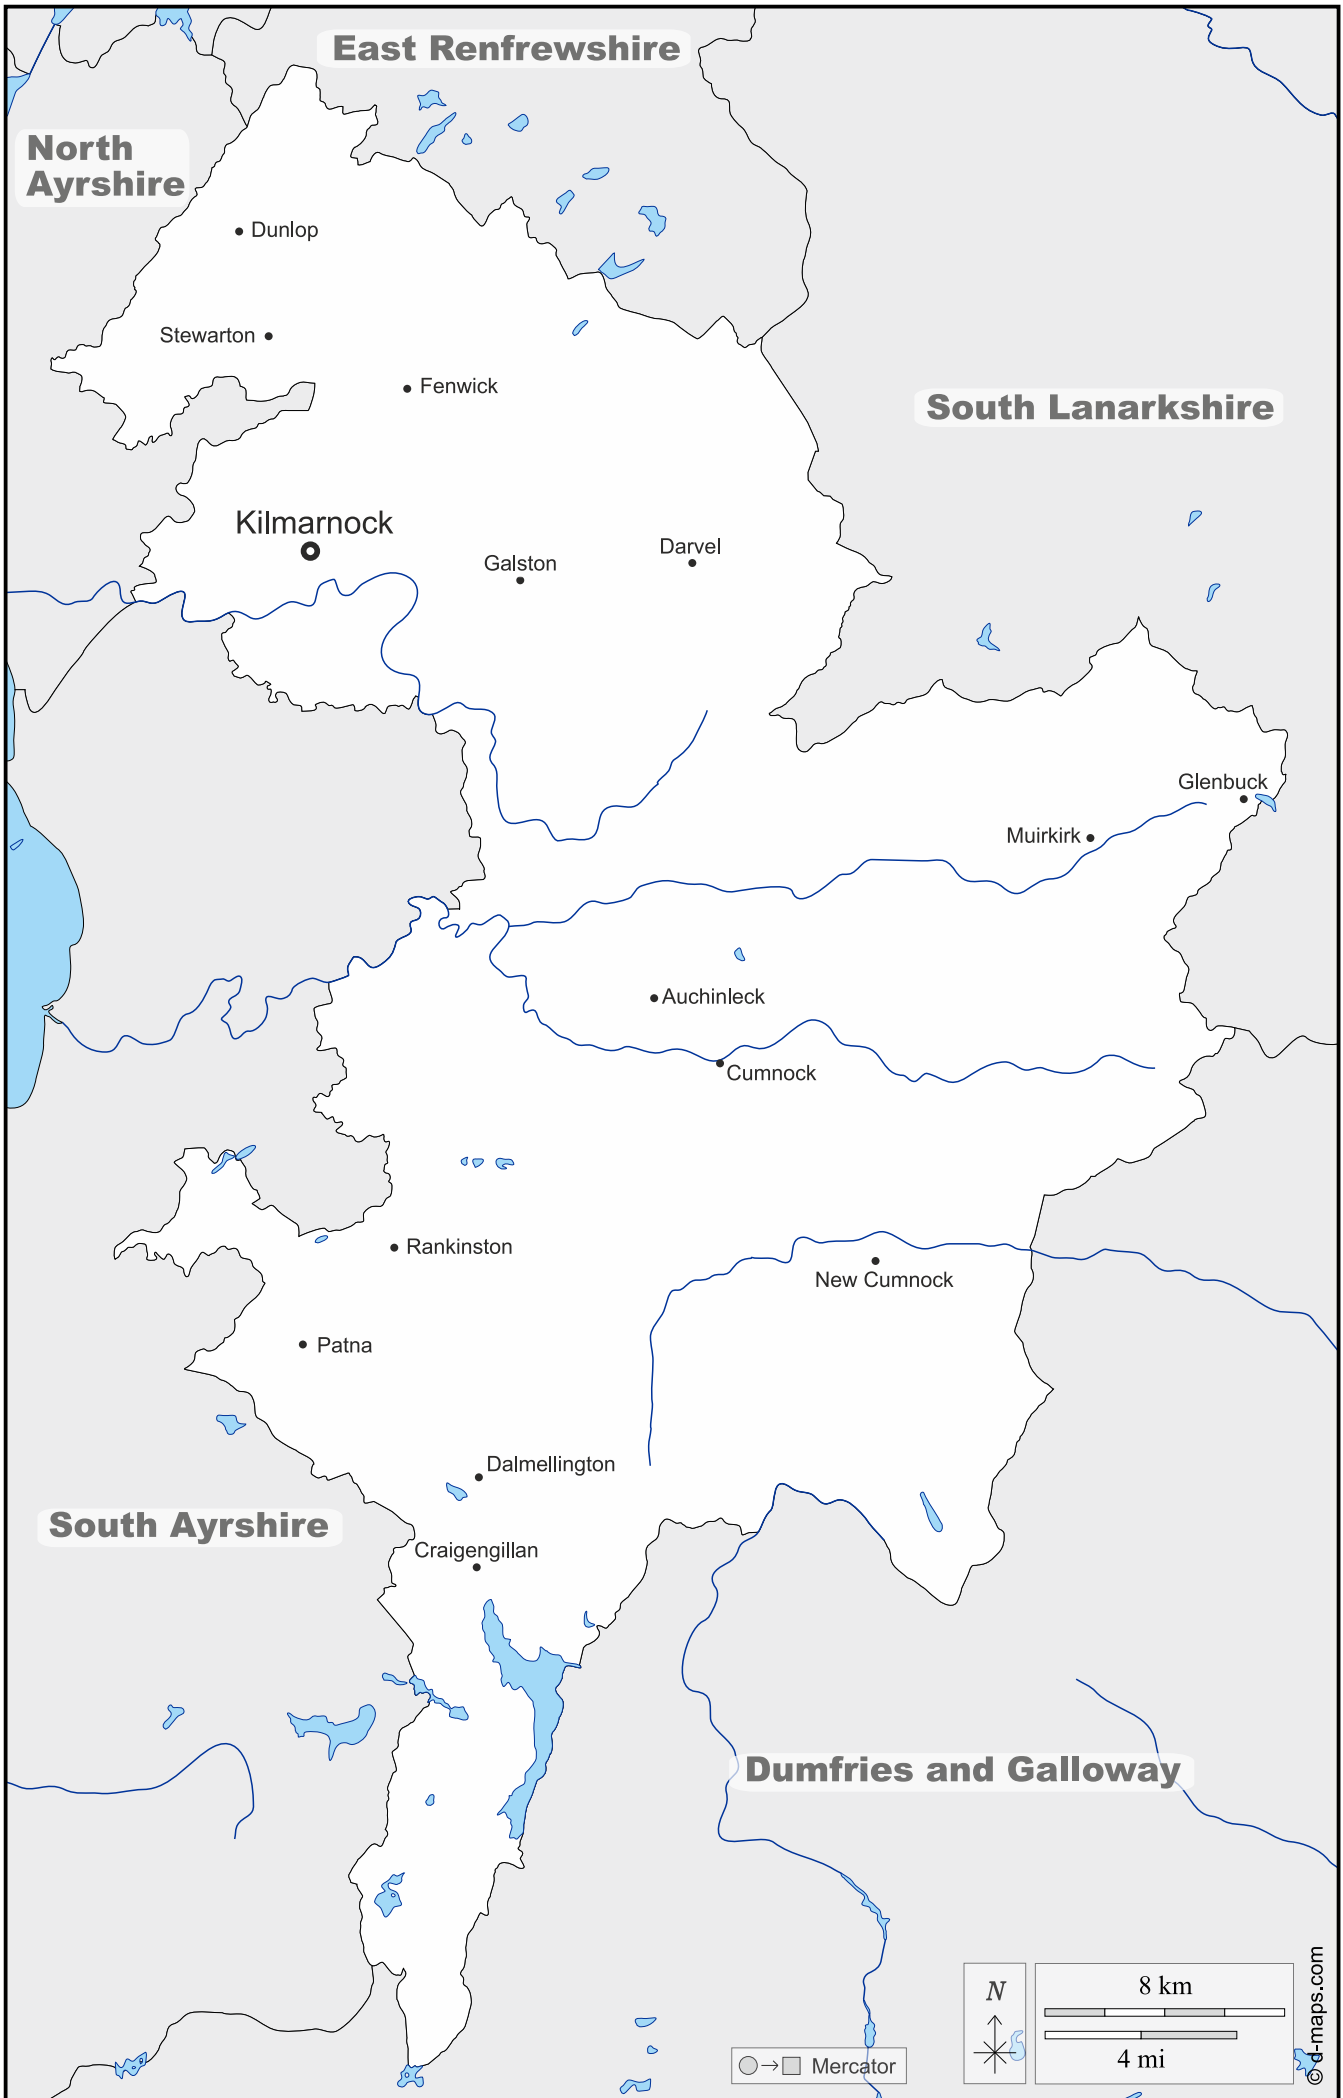 East Renfrewshire
North
Ayrshire
Dunlop
Stewarton
Fenwick
South Lanarkshire
Kilmarnock
Galston
Darvel
Glenbuck
Muirkirk
Auchinleck
Cumnock
Rankinston
New Cumnock
Patna
Dalmellington
South Ayrshire
Craigengillan
Dumfries and Galloway
N
8 km
4 mi
Mercator
© d-maps.com